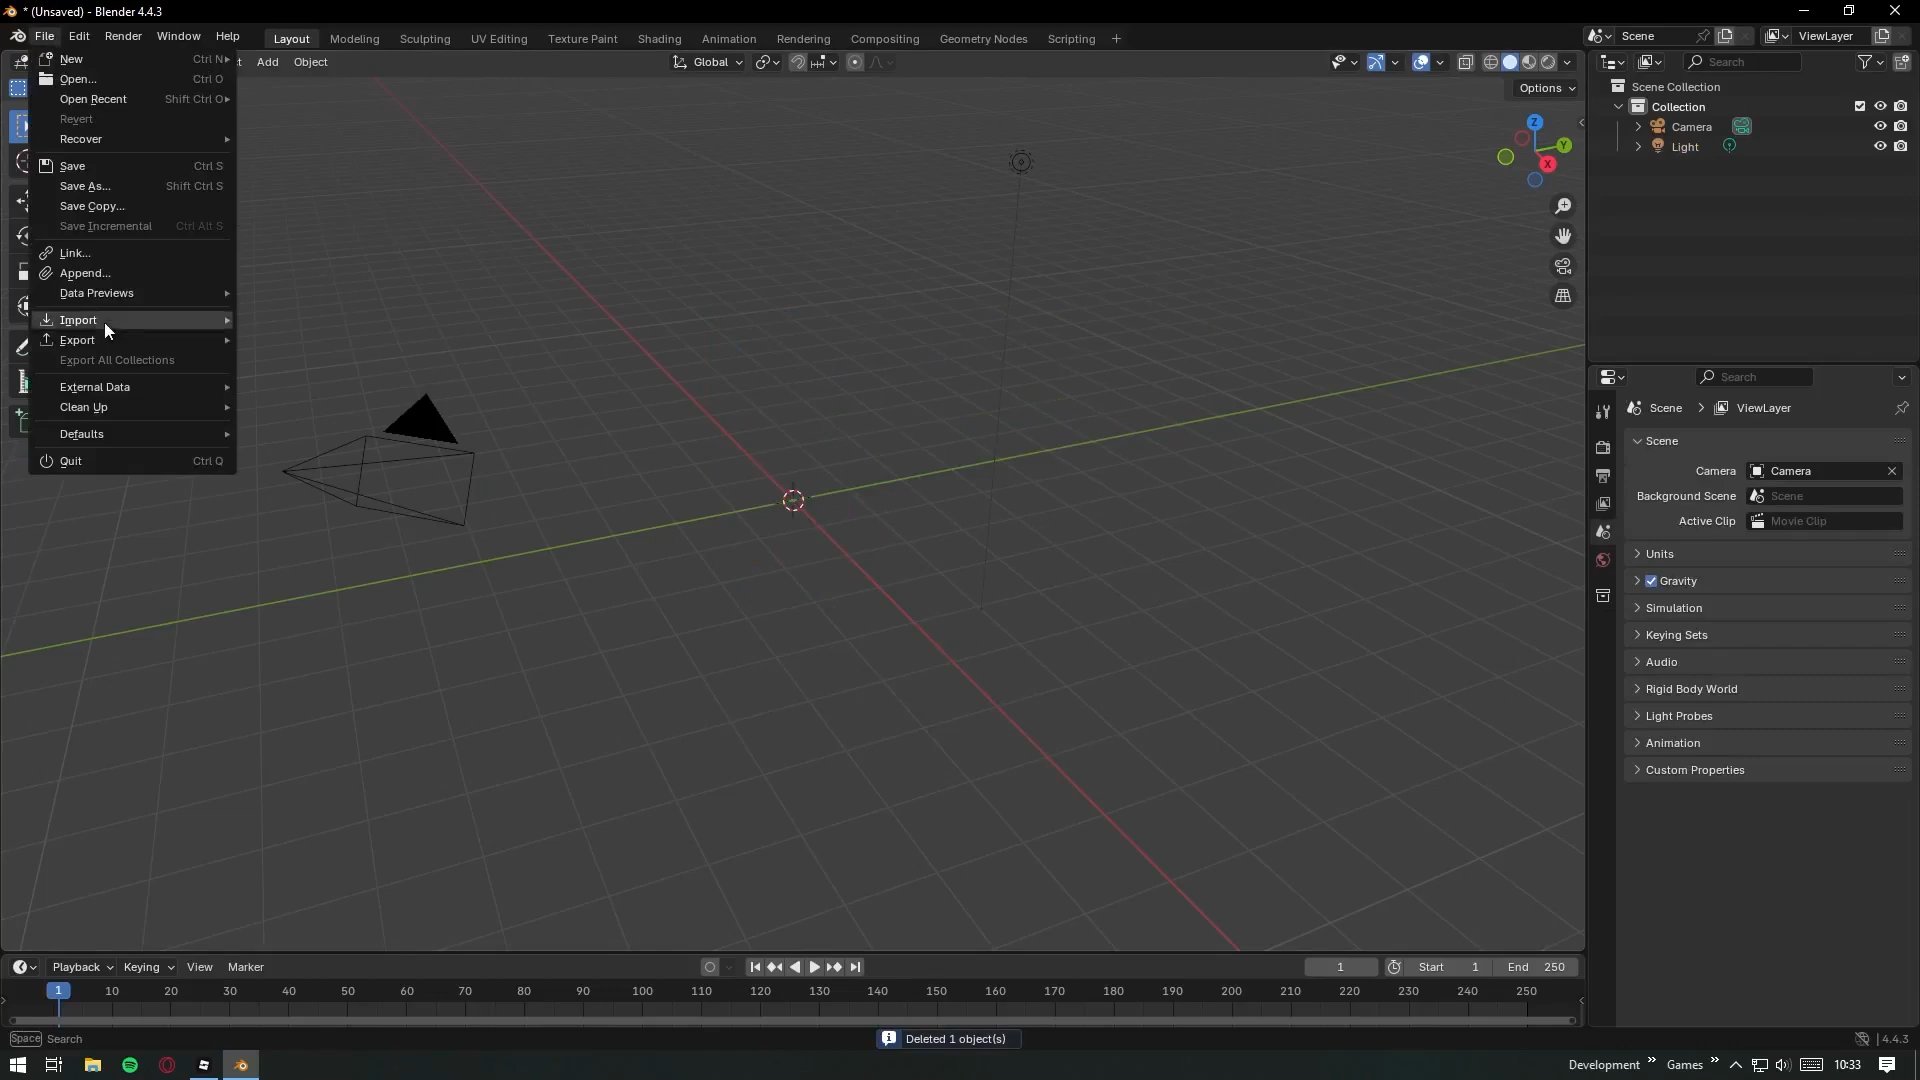 * (Unsaved) - Blender 4.4.3
File Edit Render Window Help Layout Modeling Sculpting UV Editing Texture Paint Shading Animation Rendering Compositing Geometry Nodes Scripting + Scene ViewLayer
Add Object Global Search
New Ctrl N
Open... Ctrl O
Open Recent Shift Ctrl O
Revert
Recover
Save Ctrl S
Save As... Shift Ctrl S
Save Copy...
Save Incremental Ctrl Alt S
Link...
Append...
Data Previews
Import
Export
Export All Collections
External Data
Clean Up
Defaults
Quit Ctrl Q
Options
Z
Y
X
Scene Collection
Collection
Camera
Light
Search
Scene ViewLayer
Scene
Camera Camera
Background Scene Scene
Active Clip Movie Clip
Units
Gravity
Simulation
Keying Sets
Audio
Rigid Body World
Light Probes
Animation
Custom Properties
Playback Keying View Marker 1 Start 1 End 250
1 10 20 30 40 50 60 70 80 90 100 110 120 130 140 150 160 170 180 190 200 210 220 230 240 250
Space Search Deleted 1 object(s) 4.4.3
Development Games 10:33